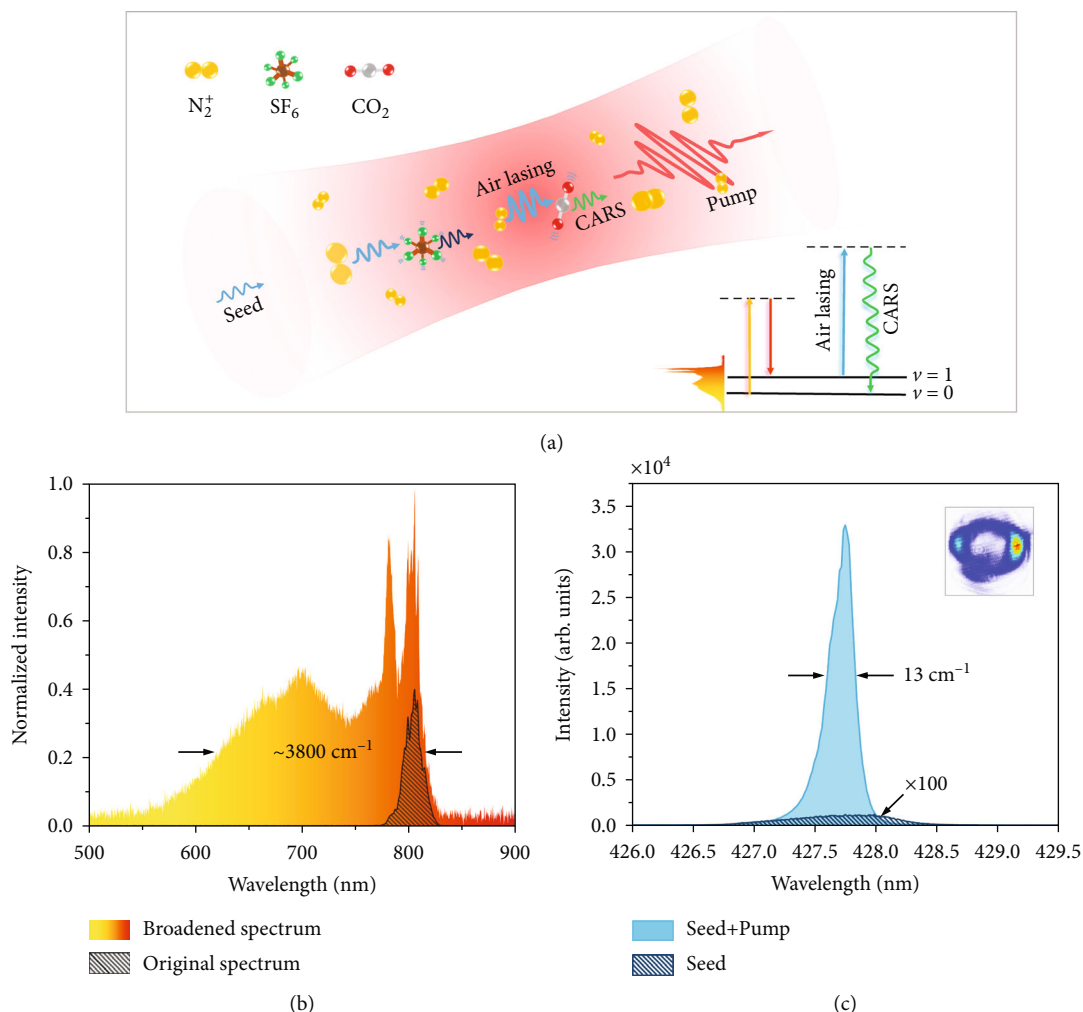 N₂⁺ SF₆ CO₂
Air lasing
CARS
Pump
Seed
Air lasing
CARS
ν = 1
ν = 0
(a)
1.0
0.8
0.6
0.4
0.2
0.0
Normalized intensity
~3800 cm⁻¹
500 600 700 800 900
Wavelength (nm)
Broadened spectrum
Original spectrum
(b)
×10⁴
3.5
3.0
2.5
2.0
1.5
1.0
0.5
0.0
Intensity (arb. units)
13 cm⁻¹
×100
426.0 426.5 427.0 427.5 428.0 428.5 429.0 429.5
Wavelength (nm)
Seed+Pump
Seed
(c)